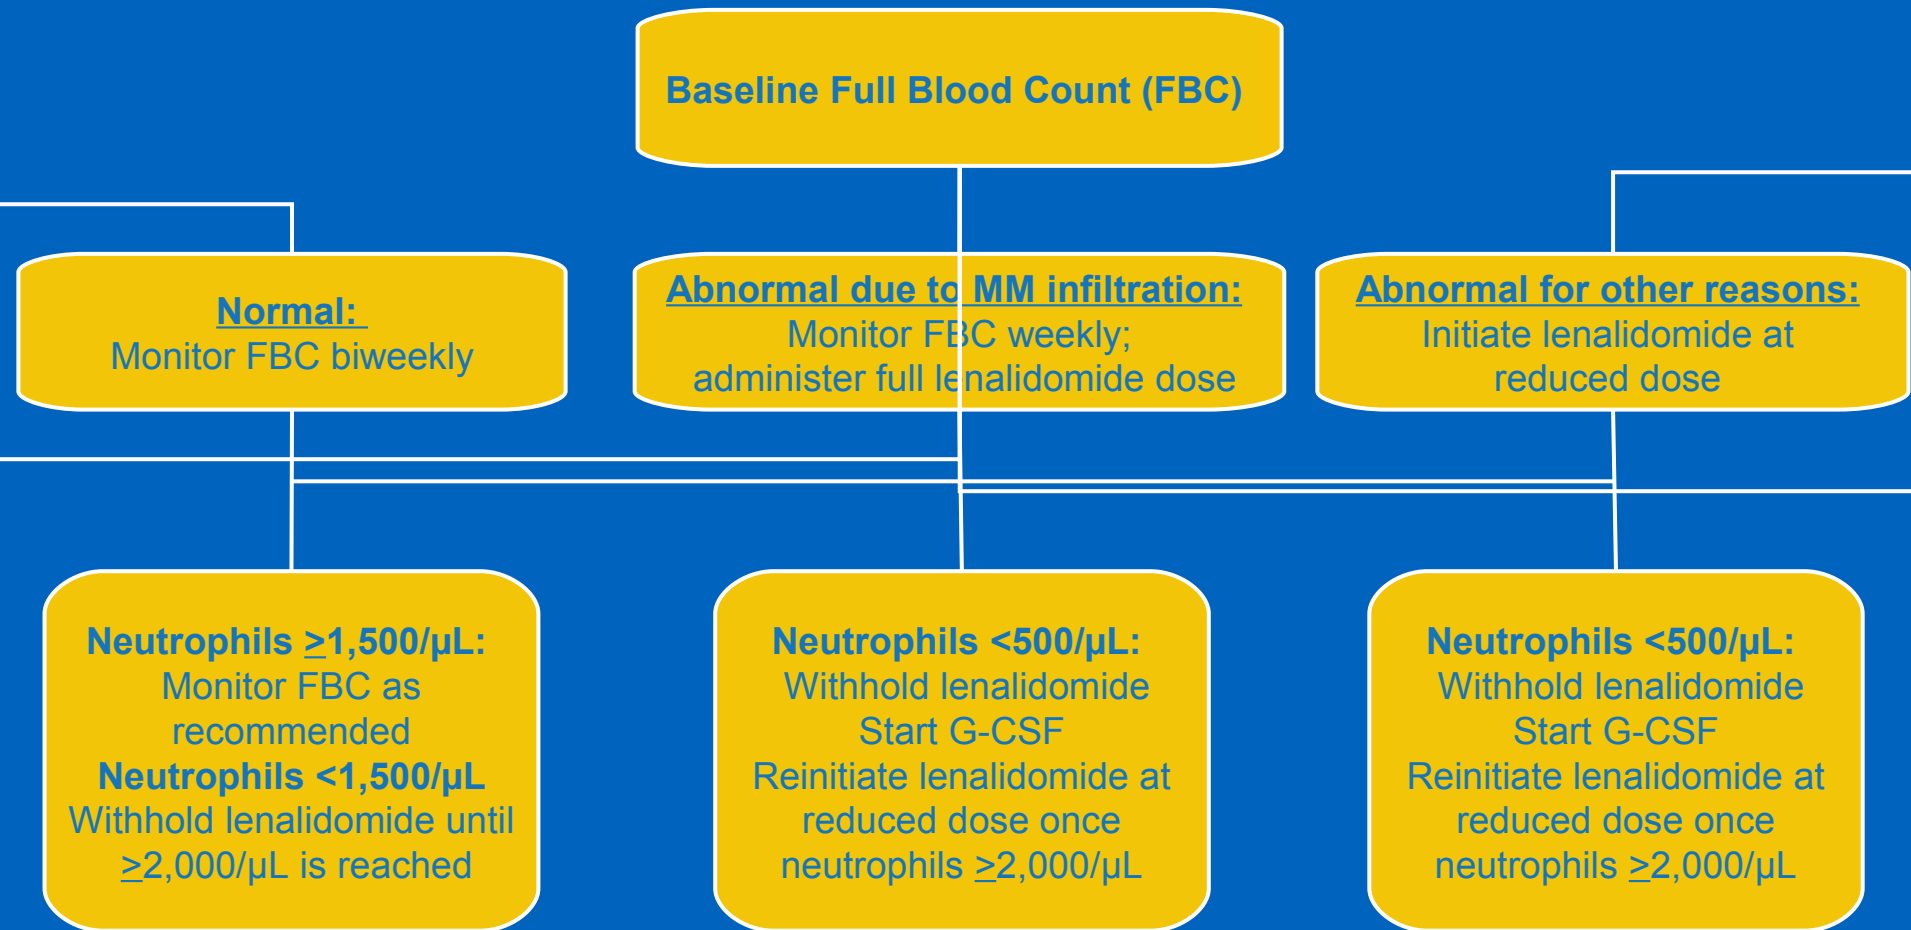 Baseline Full Blood Count (FBC)
Normal:
Monitor FBC biweekly
Abnormal due to MM infiltration:
Monitor FBC weekly;
administer full lenalidomide dose
Abnormal for other reasons:
Initiate lenalidomide at
reduced dose
Neutrophils ≥1,500/µL:
Monitor FBC as
recommended
Neutrophils <1,500/µL
Withhold lenalidomide until
≥2,000/µL is reached
Neutrophils <500/µL:
Withhold lenalidomide
Start G-CSF
Reinitiate lenalidomide at
reduced dose once
neutrophils ≥2,000/µL
Neutrophils <500/µL:
Withhold lenalidomide
Start G-CSF
Reinitiate lenalidomide at
reduced dose once
neutrophils ≥2,000/µL